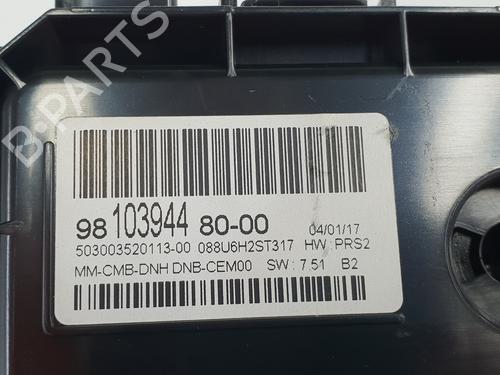 B-PARTS
98 103944 80-00 04/01/17
503003520113-00 088U6H2ST317 HW: PRS2
MM-CMB-DNH DNB-CEM00 SW: 7.51 B2